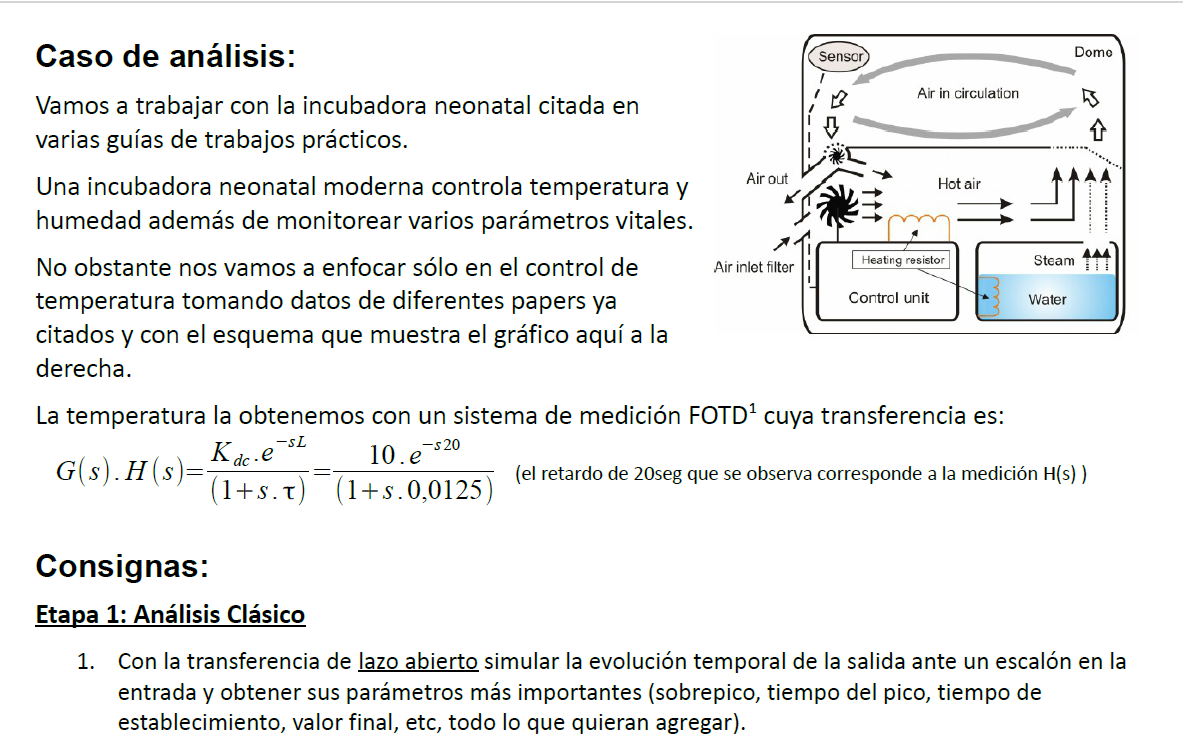 Caso de análisis:
Vamos a trabajar con la incubadora neonatal citada en
varias guías de trabajos prácticos.
Una incubadora neonatal moderna controla temperatura y
humedad además de monitorear varios parámetros vitales.
No obstante nos vamos a enfocar sólo en el control de
temperatura tomando datos de diferentes papers ya
citados y con el esquema que muestra el gráfico aquí a la
derecha.
Sensor
Domo
Air in circulation
Air out
Hot air
Air inlet filter
Heating resistor
Steam
Control unit
Water
La temperatura la obtenemos con un sistema de medición FOTD¹ cuya transferencia es:
G(s).H(s)=K_dc.e^−sL/(1+s.τ)=10.e^−s20/(1+s.0,0125) (el retardo de 20seg que se observa corresponde a la medición H(s) )
Consignas:
Etapa 1: Análisis Clásico
1. Con la transferencia de lazo abierto simular la evolución temporal de la salida ante un escalón en la
entrada y obtener sus parámetros más importantes (sobrepico, tiempo del pico, tiempo de
establecimiento, valor final, etc, todo lo que quieran agregar).